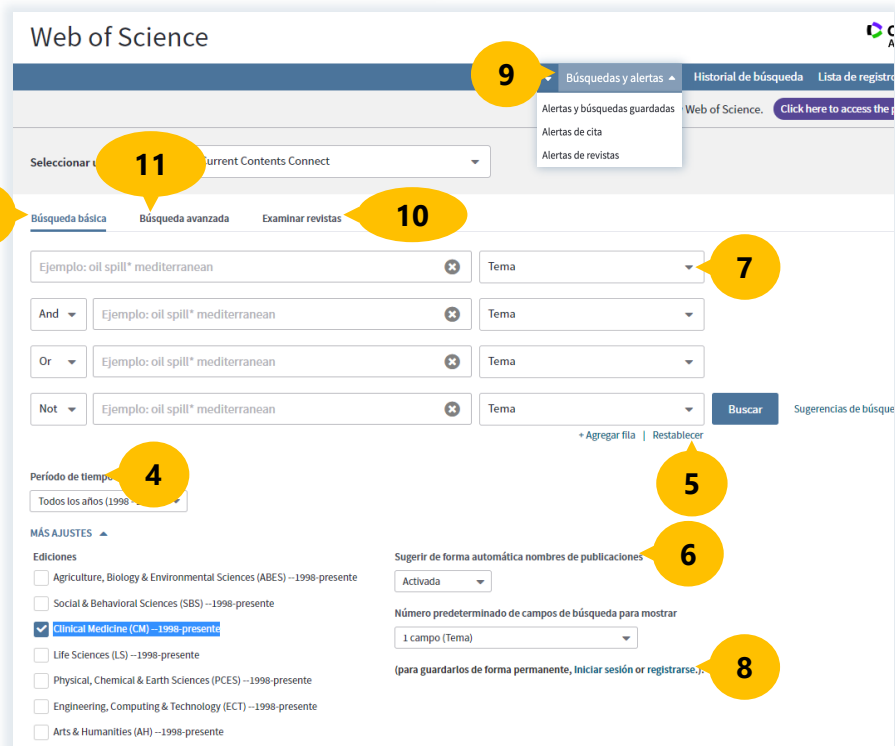 Web of Science
9
Búsquedas y alertas
Historial de búsqueda
Lista de registro
Alertas y búsquedas guardadas
Alertas de cita
Alertas de revistas
Web of Science.
Click here to access the p
Seleccionar u
11
Current Contents Connect
Búsqueda básica
Búsqueda avanzada
Examinar revistas
10
Ejemplo: oil spill* mediterranean
Tema
7
And
Ejemplo: oil spill* mediterranean
Tema
Or
Ejemplo: oil spill* mediterranean
Tema
Not
Ejemplo: oil spill* mediterranean
Tema
Buscar
Sugerencias de búsque
+ Agregar fila | Restablecer
5
Período de tiempo
4
Todos los años (1998 -
MÁS AJUSTES
Ediciones
Agriculture, Biology & Environmental Sciences (ABES) --1998-presente
Social & Behavioral Sciences (SBS) --1998-presente
Clinical Medicine (CM) --1998-presente
Life Sciences (LS) --1998-presente
Physical, Chemical & Earth Sciences (PCES) --1998-presente
Engineering, Computing & Technology (ECT) --1998-presente
Arts & Humanities (AH) --1998-presente
Sugerir de forma automática nombres de publicaciones
6
Activada
Número predeterminado de campos de búsqueda para mostrar
1 campo (Tema)
(para guardarlos de forma permanente, Iniciar sesión or registrarse.).
8